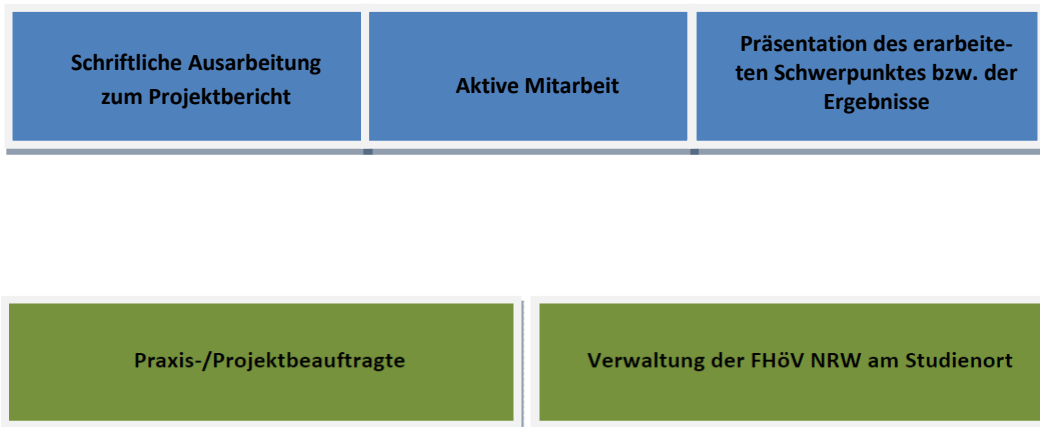 Schriftliche Ausarbeitung
zum Projektbericht
Aktive Mitarbeit
Präsentation des erarbeite-
ten Schwerpunktes bzw. der
Ergebnisse
Praxis-/Projektbeauftragte
Verwaltung der FHöV NRW am Studienort